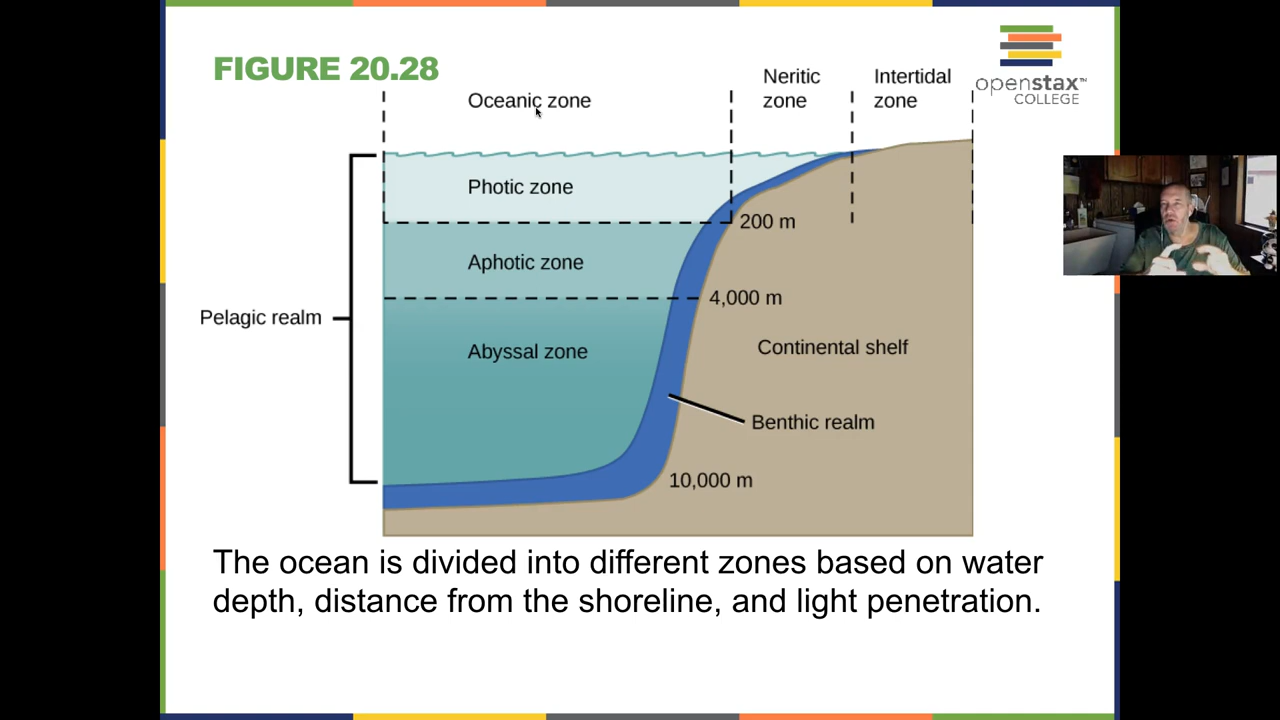 FIGURE 20.28
openstax™
COLLEGE
Oceanic zone
Neritic
zone
Intertidal
zone
Photic zone
200 m
Aphotic zone
4,000 m
Pelagic realm
Abyssal zone
Continental shelf
Benthic realm
10,000 m
The ocean is divided into different zones based on water
depth, distance from the shoreline, and light penetration.